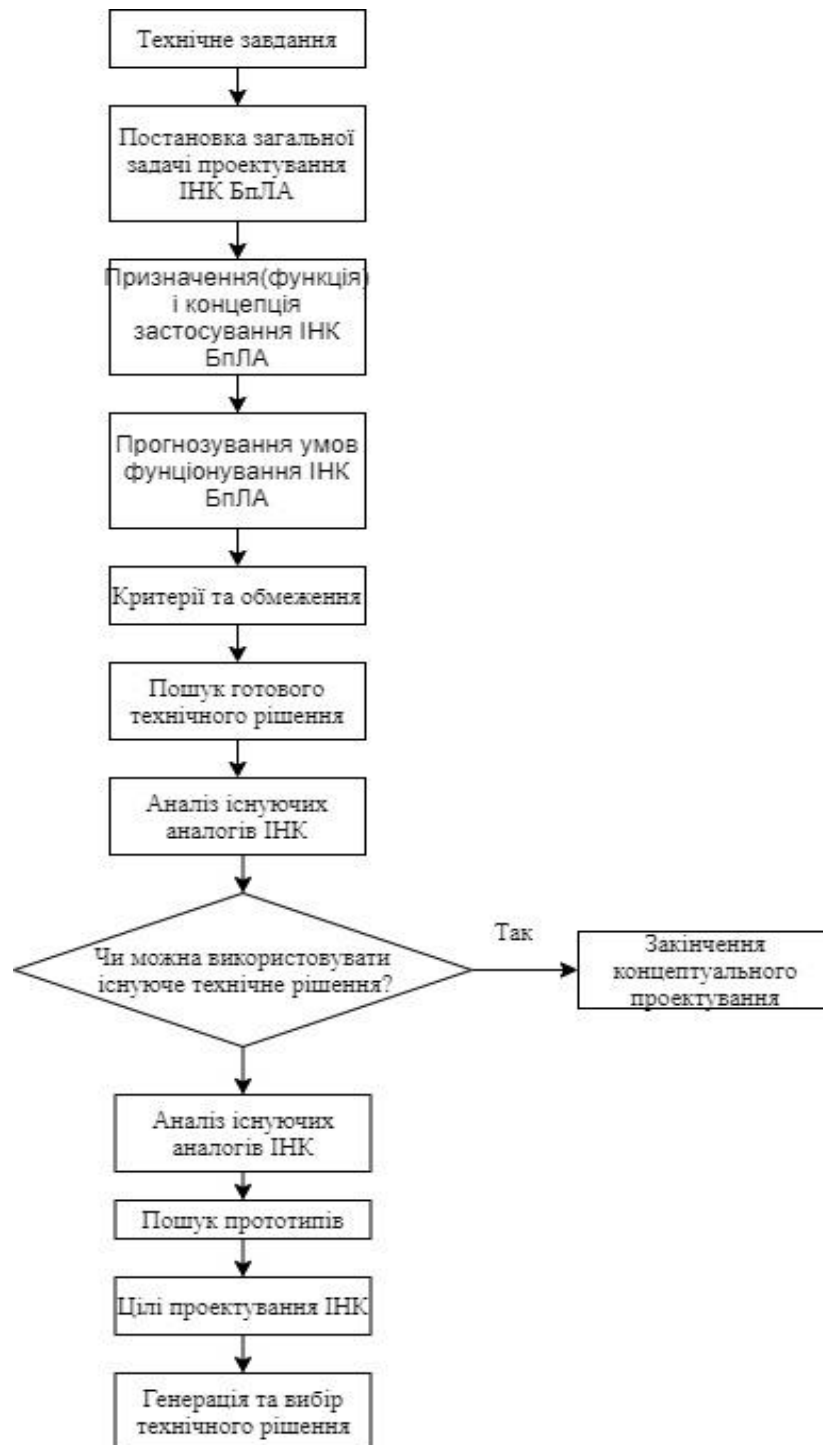 Технічне завдання
Постановка загальної
задачі проектування
ІНК БпЛА
Призначення(функція)
і концепція
застосування ІНК
БпЛА
Прогнозування умов
фунціонування ІНК
БпЛА
Критерії та обмеження
Пошук готового
технічного рішення
Аналіз існуючих
аналогів ІНК
Чи можна використовувати
існуюче технічне рішення?
Так
Закінчення
концептуального
проектування
Аналіз існуючих
аналогів ІНК
Пошук прототипів
Цілі проектування ІНК
Генерація та вибір
технічного рішення